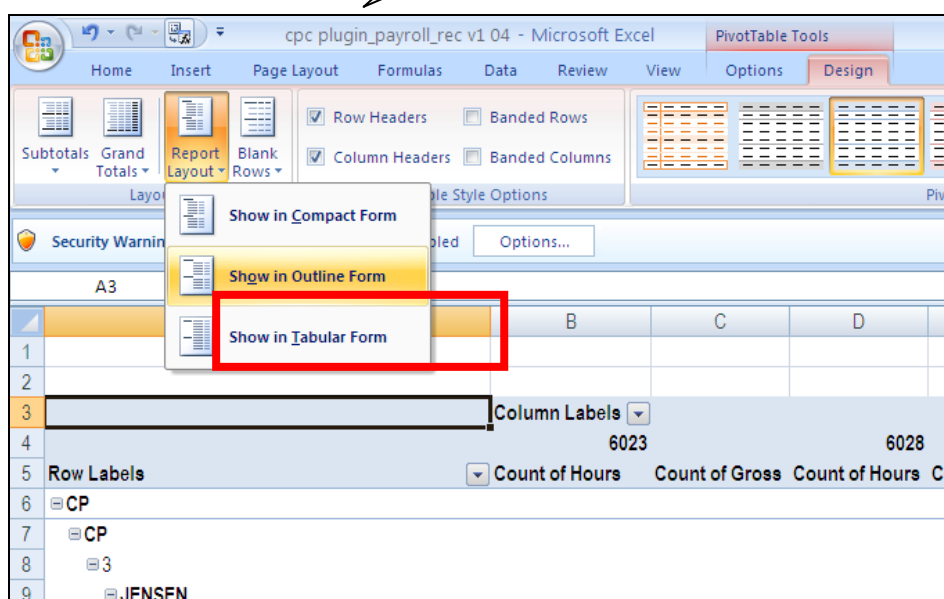 cpc plugin_payroll_rec v1 04 - Microsoft Excel
PivotTable Tools
Home Insert Page Layout Formulas Data Review View Options Design
Subtotals
Grand Totals
Report Layout
Blank Rows
Row Headers
Banded Rows
Column Headers
Banded Columns
Layou
ble Style Options
Piv
Show in Compact Form
Show in Outline Form
Show in Tabular Form
Security Warnin
bled
Options...
A3
B C D
1
2
3 Column Labels
4 6023 6028
5 Row Labels Count of Hours Count of Gross Count of Hours C
6 CP
7 CP
8 3
9 JENSEN